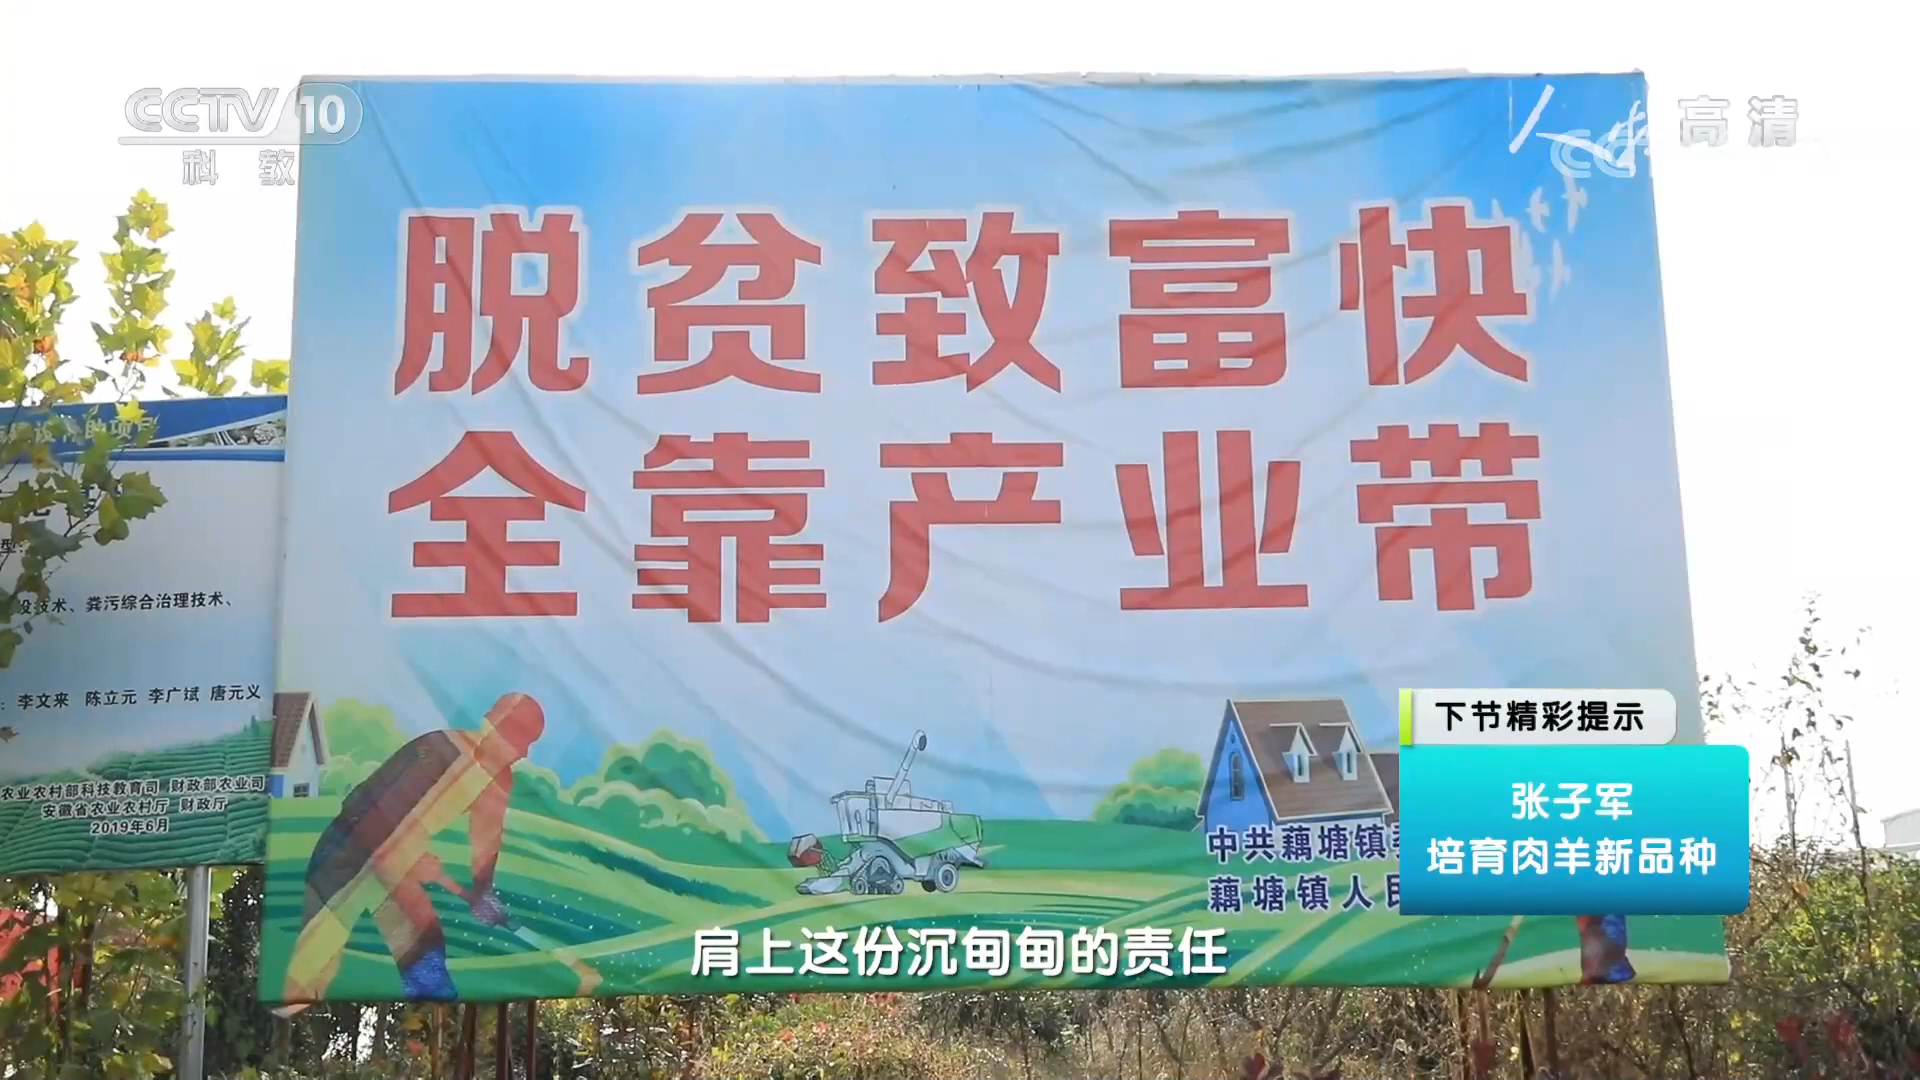 CCTV 10
科教
人物
高清
脱贫致富快
全靠产业带
中共藕塘镇
藕塘镇人民
设技术、粪污综合治理技术、
李文来 陈立元 李广斌 唐元义
农业农村部科技教育司 财政部农业司
安徽省农业农村厅 财政厅
2019年6月
下节精彩提示
张子军
培育肉羊新品种
肩上这份沉甸甸的责任